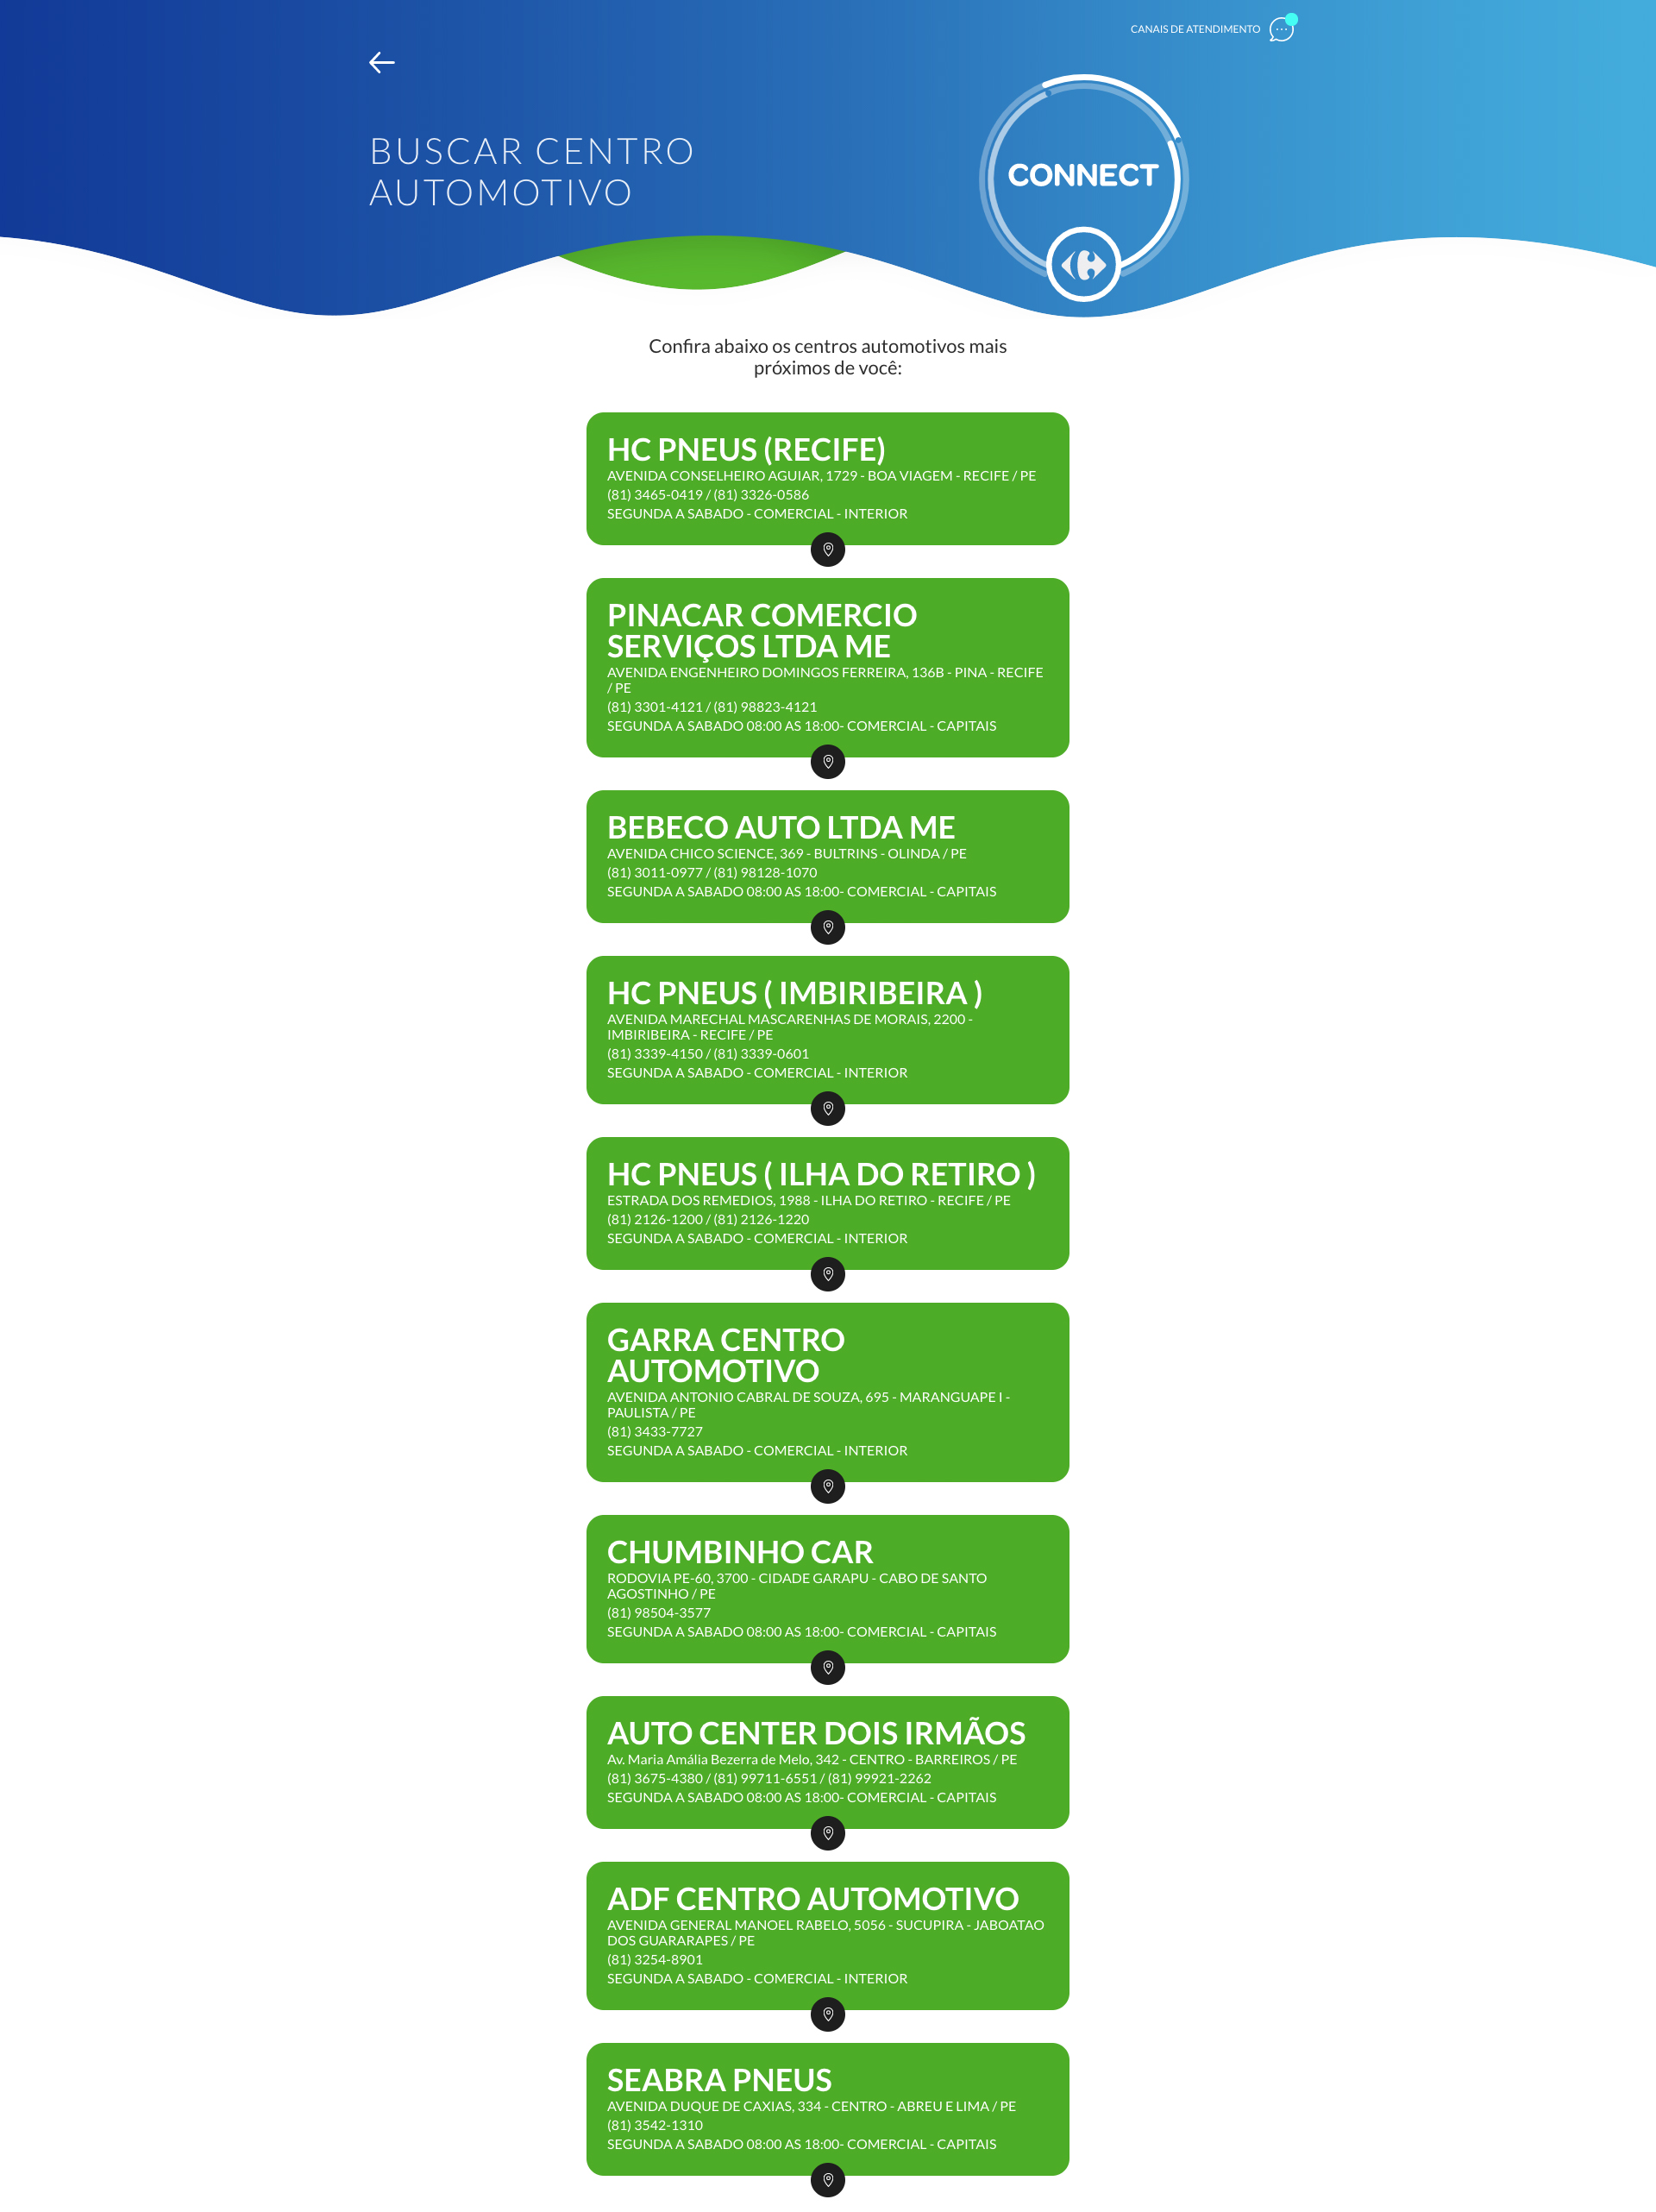 CANAIS DE ATENDIMENTO
BUSCAR CENTRO
AUTOMOTIVO
CONNECT
Confira abaixo os centros automotivos mais
próximos de você:
HC PNEUS (RECIFE)
AVENIDA CONSELHEIRO AGUIAR, 1729 - BOA VIAGEM - RECIFE / PE
(81) 3465-0419 / (81) 3326-0586
SEGUNDA A SABADO - COMERCIAL - INTERIOR
PINACAR COMERCIO
SERVIÇOS LTDA ME
AVENIDA ENGENHEIRO DOMINGOS FERREIRA, 136B - PINA - RECIFE
/ PE
(81) 3301-4121 / (81) 98823-4121
SEGUNDA A SABADO 08:00 AS 18:00- COMERCIAL - CAPITAIS
BEBECO AUTO LTDA ME
AVENIDA CHICO SCIENCE, 369 - BULTRINS - OLINDA / PE
(81) 3011-0977 / (81) 98128-1070
SEGUNDA A SABADO 08:00 AS 18:00- COMERCIAL - CAPITAIS
HC PNEUS ( IMBIRIBEIRA )
AVENIDA MARECHAL MASCARENHAS DE MORAIS, 2200 -
IMBIRIBEIRA - RECIFE / PE
(81) 3339-4150 / (81) 3339-0601
SEGUNDA A SABADO - COMERCIAL - INTERIOR
HC PNEUS ( ILHA DO RETIRO )
ESTRADA DOS REMEDIOS, 1988 - ILHA DO RETIRO - RECIFE / PE
(81) 2126-1200 / (81) 2126-1220
SEGUNDA A SABADO - COMERCIAL - INTERIOR
GARRA CENTRO
AUTOMOTIVO
AVENIDA ANTONIO CABRAL DE SOUZA, 695 - MARANGUAPE I -
PAULISTA / PE
(81) 3433-7727
SEGUNDA A SABADO - COMERCIAL - INTERIOR
CHUMBINHO CAR
RODOVIA PE-60, 3700 - CIDADE GARAPU - CABO DE SANTO
AGOSTINHO / PE
(81) 98504-3577
SEGUNDA A SABADO 08:00 AS 18:00- COMERCIAL - CAPITAIS
AUTO CENTER DOIS IRMÃOS
Av. Maria Amália Bezerra de Melo, 342 - CENTRO - BARREIROS / PE
(81) 3675-4380 / (81) 99711-6551 / (81) 99921-2262
SEGUNDA A SABADO 08:00 AS 18:00- COMERCIAL - CAPITAIS
ADF CENTRO AUTOMOTIVO
AVENIDA GENERAL MANOEL RABELO, 5056 - SUCUPIRA - JABOATAO
DOS GUARARAPES / PE
(81) 3254-8901
SEGUNDA A SABADO - COMERCIAL - INTERIOR
SEABRA PNEUS
AVENIDA DUQUE DE CAXIAS, 334 - CENTRO - ABREU E LIMA / PE
(81) 3542-1310
SEGUNDA A SABADO 08:00 AS 18:00- COMERCIAL - CAPITAIS